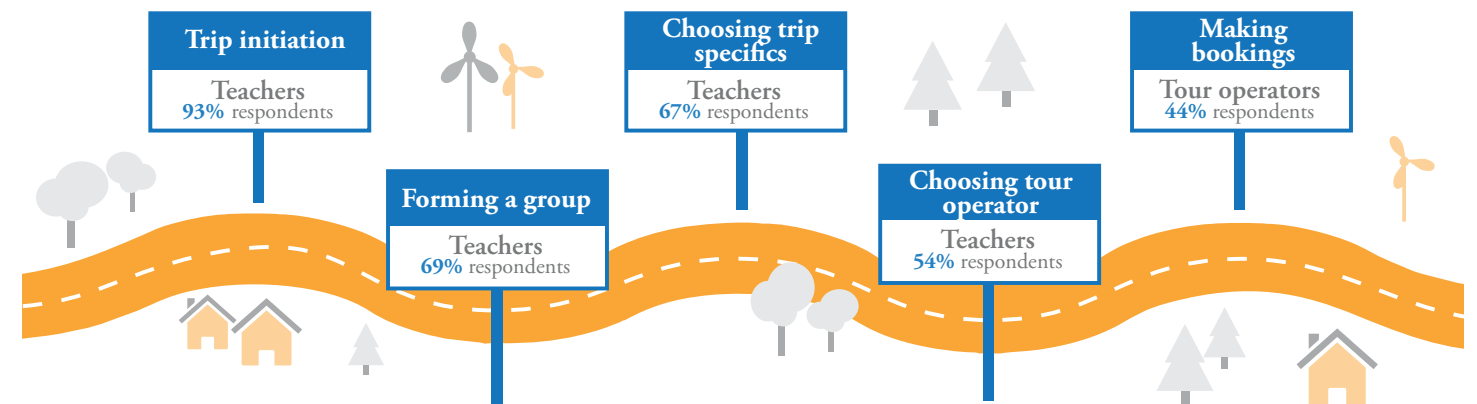 Trip initiation
Teachers
93% respondents
Forming a group
Teachers
69% respondents
Choosing trip
specifics
Teachers
67% respondents
Choosing tour
operator
Teachers
54% respondents
Making
bookings
Tour operators
44% respondents